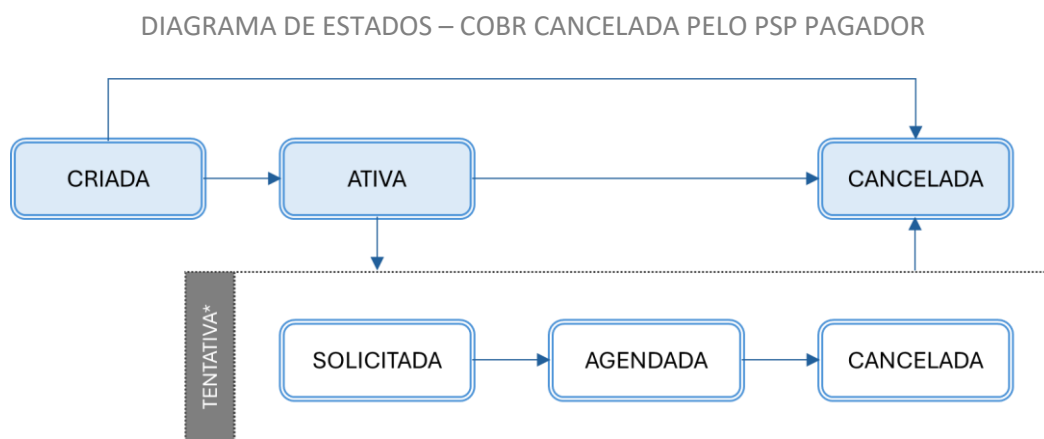 DIAGRAMA DE ESTADOS – COBR CANCELADA PELO PSP PAGADOR
CRIADA
ATIVA
CANCELADA
TENTATIVA*
SOLICITADA
AGENDADA
CANCELADA